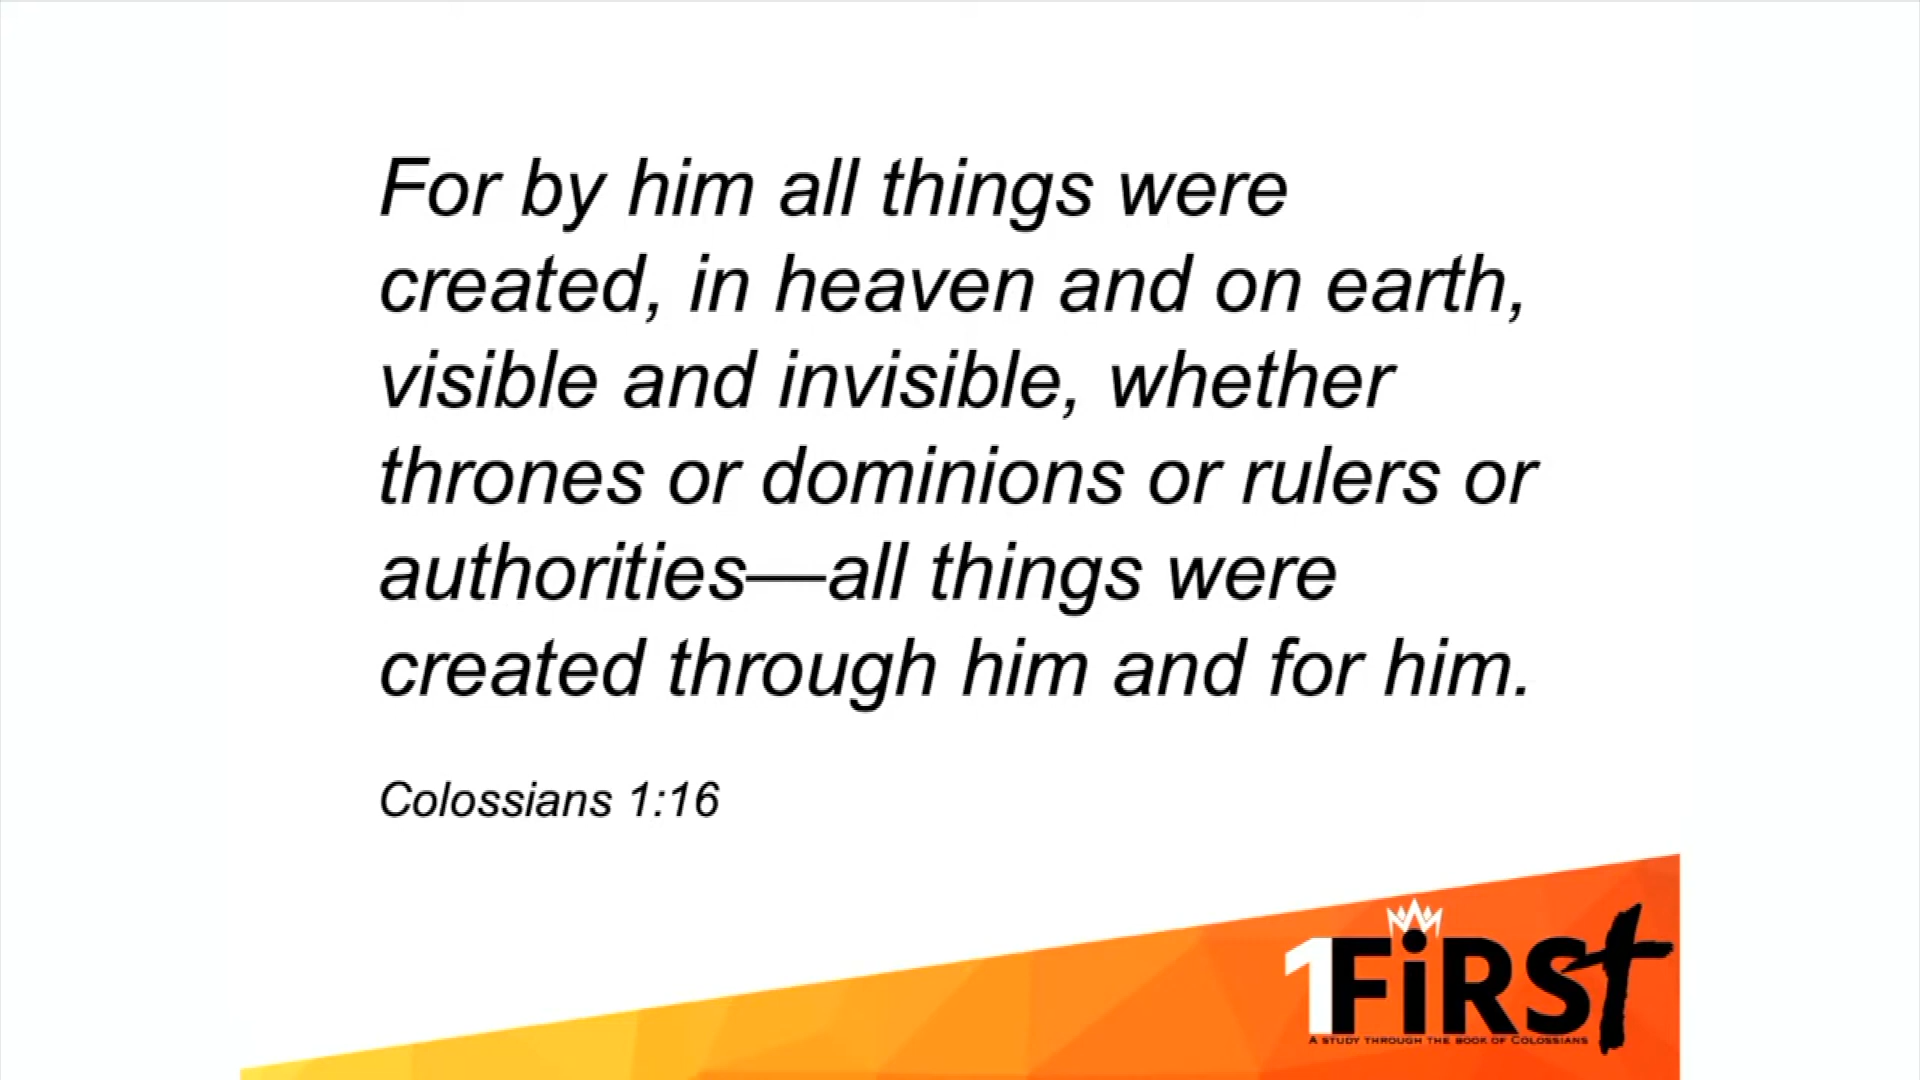 For by him all things were
created, in heaven and on earth,
visible and invisible, whether
thrones or dominions or rulers or
authorities—all things were
created through him and for him.
Colossians 1:16
1FiRSt
A STUDY THROUGH THE BOOK OF COLOSSIANS